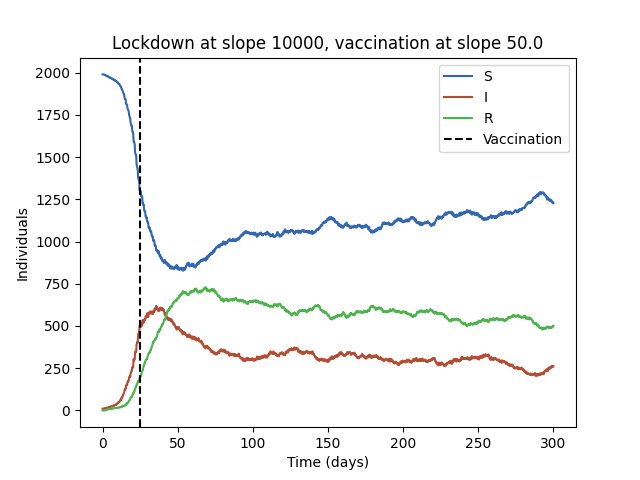 Lockdown at slope 10000, vaccination at slope 50.0
2000
1750
1500
1250
1000
750
500
250
0
Individuals
S
I
R
Vaccination
0 50 100 150 200 250 300
Time (days)